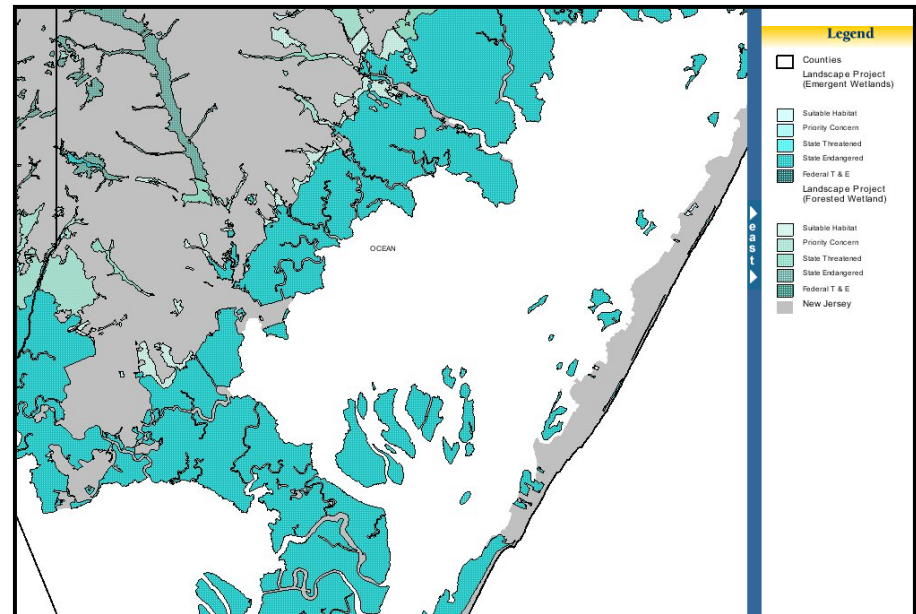 OCEAN
east
Legend
Counties
Landscape Project
(Emergent Wetlands)
Suitable Habitat
Priority Concern
State Threatened
State Endangered
Federal T & E
Landscape Project
(Forested Wetland)
Suitable Habitat
Priority Concern
State Threatened
State Endangered
Federal T & E
New Jersey